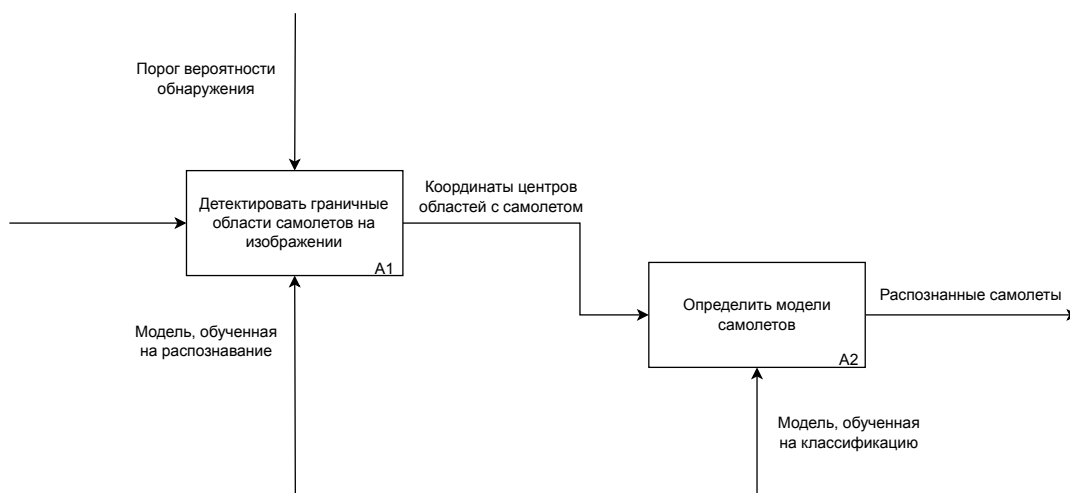 Порог вероятности
обнаружения
Детектировать граничные
области самолетов на
изображении
A1
Координаты центров
областей с самолетом
Модель, обученная
на распознавание
Определить модели
самолетов
A2
Распознанные самолеты
Модель, обученная
на классификацию